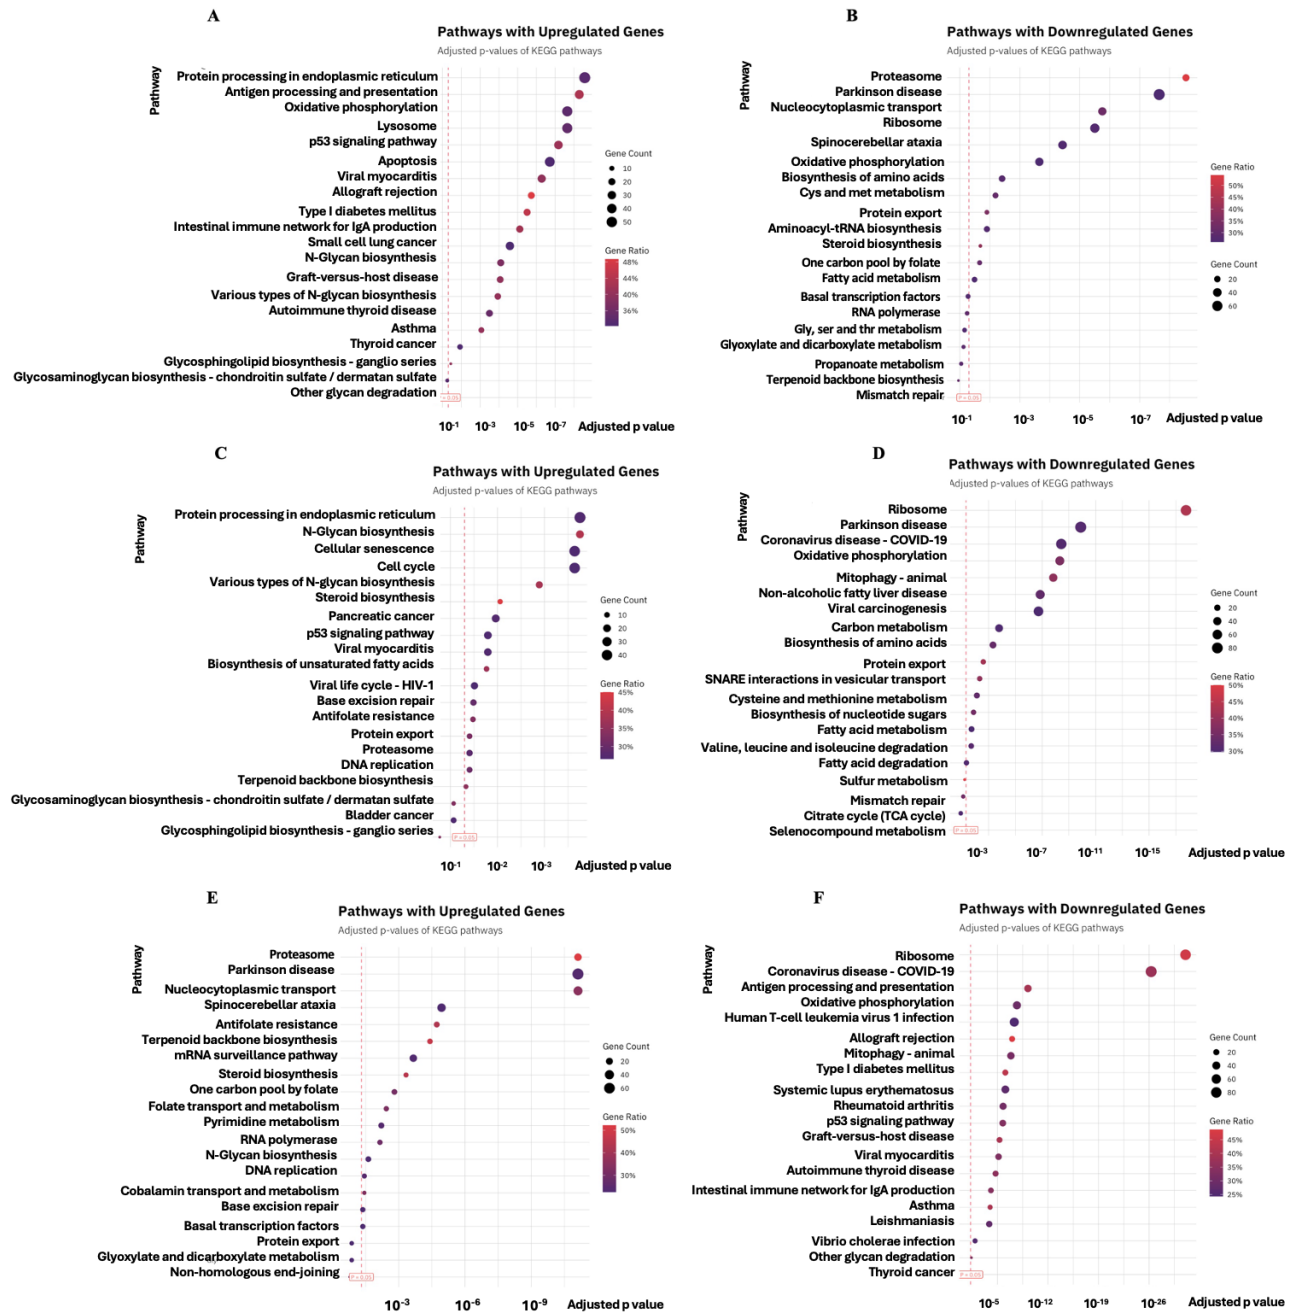 A
Pathways with Upregulated Genes
Adjusted p-values of KEGG pathways
Pathway
Protein processing in endoplasmic reticulum
Antigen processing and presentation
Oxidative phosphorylation
Lysosome
p53 signaling pathway
Apoptosis
Viral myocarditis
Allograft rejection
Type I diabetes mellitus
Intestinal immune network for IgA production
Small cell lung cancer
N-Glycan biosynthesis
Graft-versus-host disease
Various types of N-glycan biosynthesis
Autoimmune thyroid disease
Asthma
Thyroid cancer
Glycosphingolipid biosynthesis - ganglio series
Glycosaminoglycan biosynthesis - chondroitin sulfate / dermatan sulfate
Other glycan degradation
Gene Count
10
20
30
40
50
Gene Ratio
48%
44%
40%
36%
10-1 10-3 10-5 10-7 Adjusted p value
B
Pathways with Downregulated Genes
Adjusted p-values of KEGG pathways
Pathway
Proteasome
Parkinson disease
Nucleocytoplasmic transport
Ribosome
Spinocerebellar ataxia
Oxidative phosphorylation
Biosynthesis of amino acids
Cys and met metabolism
Protein export
Aminoacyl-tRNA biosynthesis
Steroid biosynthesis
One carbon pool by folate
Fatty acid metabolism
Basal transcription factors
RNA polymerase
Gly, ser and thr metabolism
Glyoxylate and dicarboxylate metabolism
Propanoate metabolism
Terpenoid backbone biosynthesis
Mismatch repair
P < 0.05
Gene Ratio
50%
45%
40%
35%
30%
Gene Count
20
40
60
10-1 10-3 10-5 10-7 Adjusted p value
C
Pathways with Upregulated Genes
Adjusted p-values of KEGG pathways
Pathway
Protein processing in endoplasmic reticulum
N-Glycan biosynthesis
Cellular senescence
Cell cycle
Various types of N-glycan biosynthesis
Steroid biosynthesis
Pancreatic cancer
p53 signaling pathway
Viral myocarditis
Biosynthesis of unsaturated fatty acids
Viral life cycle - HIV-1
Base excision repair
Antifolate resistance
Protein export
Proteasome
DNA replication
Terpenoid backbone biosynthesis
Glycosaminoglycan biosynthesis - chondroitin sulfate / dermatan sulfate
Bladder cancer
Glycosphingolipid biosynthesis - ganglio series
P < 0.05
Gene Count
10
20
30
40
Gene Ratio
45%
40%
35%
30%
10-1 10-2 10-3 Adjusted p value
D
Pathways with Downregulated Genes
Adjusted p-values of KEGG pathways
Pathway
Ribosome
Parkinson disease
Coronavirus disease - COVID-19
Oxidative phosphorylation
Mitophagy - animal
Non-alcoholic fatty liver disease
Viral carcinogenesis
Carbon metabolism
Biosynthesis of amino acids
Protein export
SNARE interactions in vesicular transport
Cysteine and methionine metabolism
Biosynthesis of nucleotide sugars
Fatty acid metabolism
Valine, leucine and isoleucine degradation
Fatty acid degradation
Sulfur metabolism
Mismatch repair
Citrate cycle (TCA cycle)
Selenocompound metabolism
P < 0.05
Gene Count
20
40
60
80
Gene Ratio
50%
45%
40%
35%
30%
10-3 10-7 10-11 10-15 Adjusted p value
E
Pathways with Upregulated Genes
Adjusted p-values of KEGG pathways
Pathway
Proteasome
Parkinson disease
Nucleocytoplasmic transport
Spinocerebellar ataxia
Antifolate resistance
Terpenoid backbone biosynthesis
mRNA surveillance pathway
Steroid biosynthesis
One carbon pool by folate
Folate transport and metabolism
Pyrimidine metabolism
RNA polymerase
N-Glycan biosynthesis
DNA replication
Cobalamin transport and metabolism
Base excision repair
Basal transcription factors
Protein export
Glyoxylate and dicarboxylate metabolism
Non-homologous end-joining
P < 0.05
Gene Count
20
40
60
Gene Ratio
50%
40%
30%
10-3 10-6 10-9 Adjusted p value
F
Pathways with Downregulated Genes
Adjusted p-values of KEGG pathways
Pathway
Ribosome
Coronavirus disease - COVID-19
Antigen processing and presentation
Oxidative phosphorylation
Human T-cell leukemia virus 1 infection
Allograft rejection
Mitophagy - animal
Type I diabetes mellitus
Systemic lupus erythematosus
Rheumatoid arthritis
p53 signaling pathway
Graft-versus-host disease
Viral myocarditis
Autoimmune thyroid disease
Intestinal immune network for IgA production
Asthma
Leishmaniasis
Vibrio cholerae infection
Other glycan degradation
Thyroid cancer
P < 0.05
Gene Count
20
40
60
80
Gene Ratio
45%
40%
35%
30%
25%
10-5 10-12 10-19 10-26 Adjusted p value